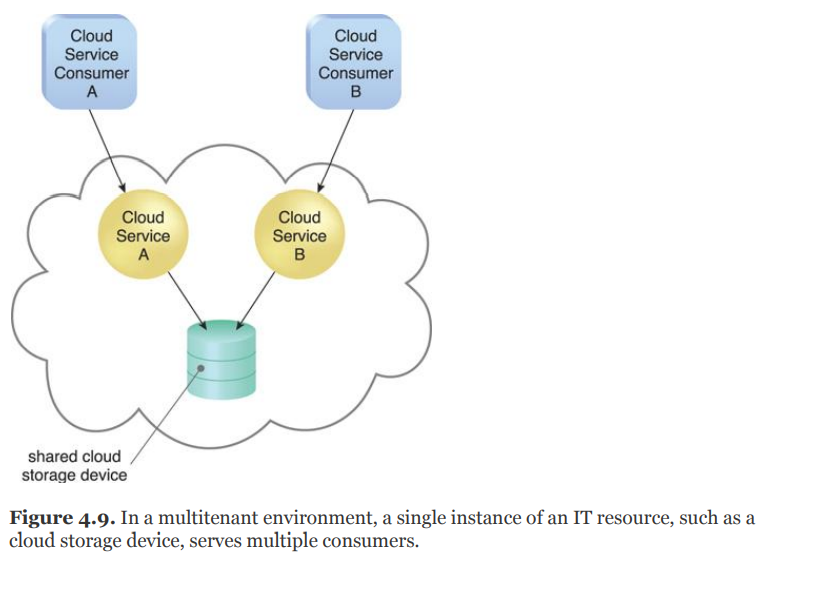 Cloud
Service
Consumer
A
Cloud
Service
Consumer
B
Cloud
Service
A
Cloud
Service
B
shared cloud
storage device
Figure 4.9. In a multitenant environment, a single instance of an IT resource, such as a
cloud storage device, serves multiple consumers.